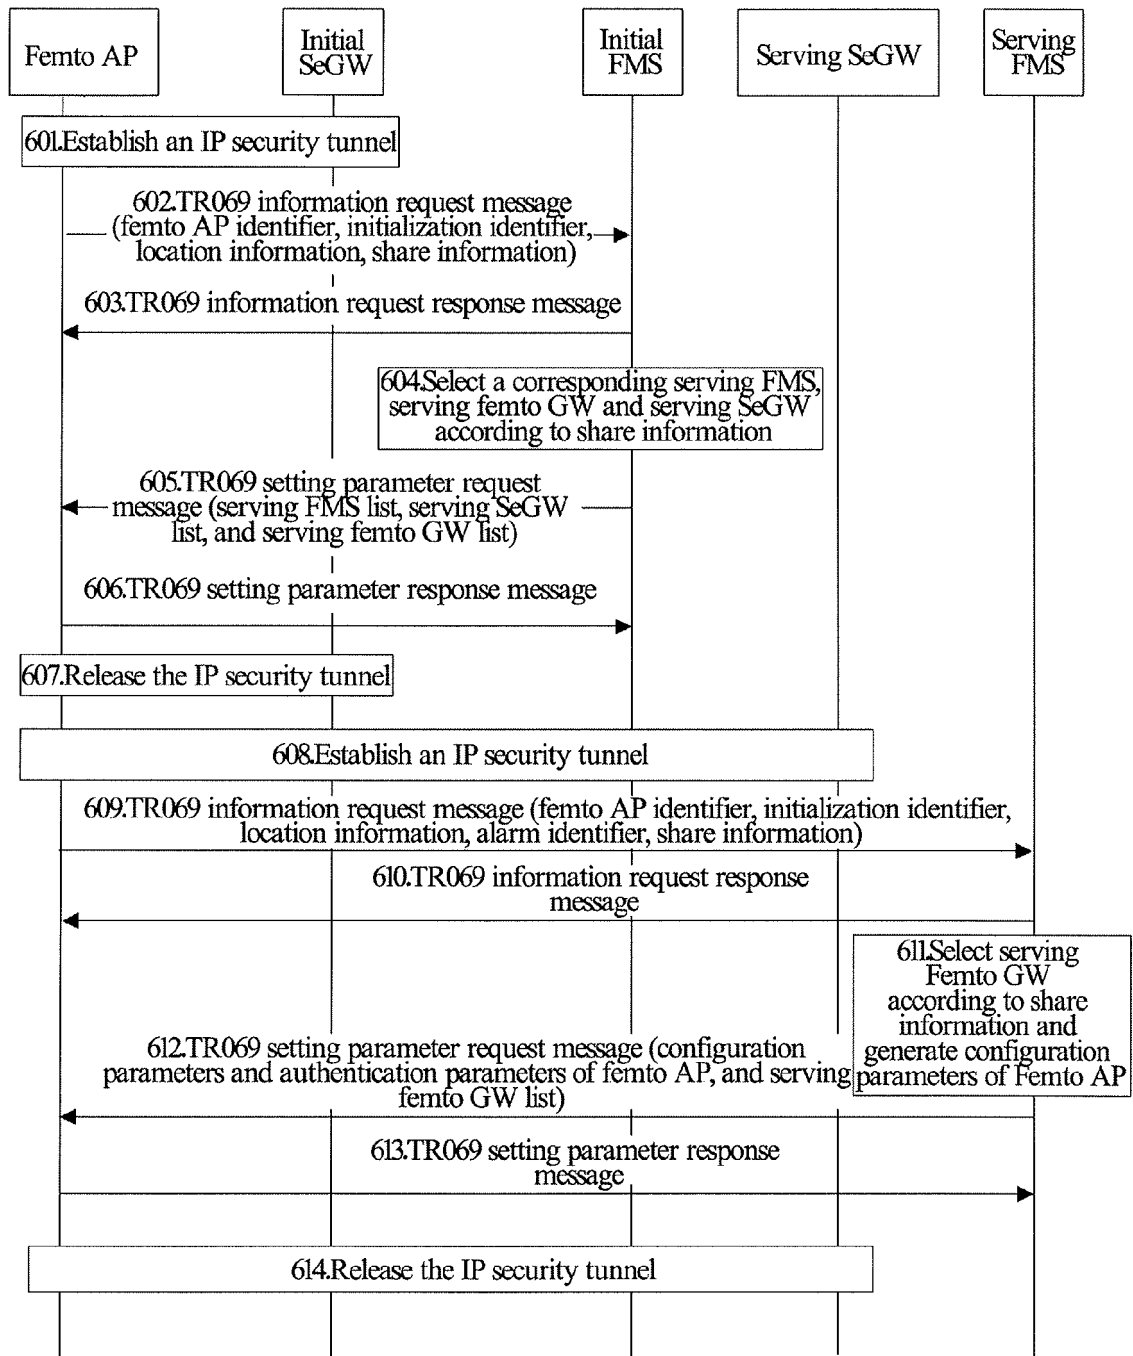 Femto AP
Initial
SeGW
Initial
FMS
Serving SeGW
Serving
FMS
601.Establish an IP security tunnel
602.TR069 information request message
(femto AP identifier, initialization identifier,
location information, share information)
603.TR069 information request response message
604.Select a corresponding serving FMS,
serving femto GW and serving SeGW
according to share information
605.TR069 setting parameter request
message (serving FMS list, serving SeGW
list, and serving femto GW list)
606.TR069 setting parameter response message
607.Release the IP security tunnel
608.Establish an IP security tunnel
609.TR069 information request message (femto AP identifier, initialization identifier,
location information, alarm identifier, share information)
610.TR069 information request response
message
611.Select serving
Femto GW
according to share
information and
generate configuration
parameters of Femto AP
612.TR069 setting parameter request message (configuration
parameters and authentication parameters of femto AP, and serving
femto GW list)
613.TR069 setting parameter response
message
614.Release the IP security tunnel